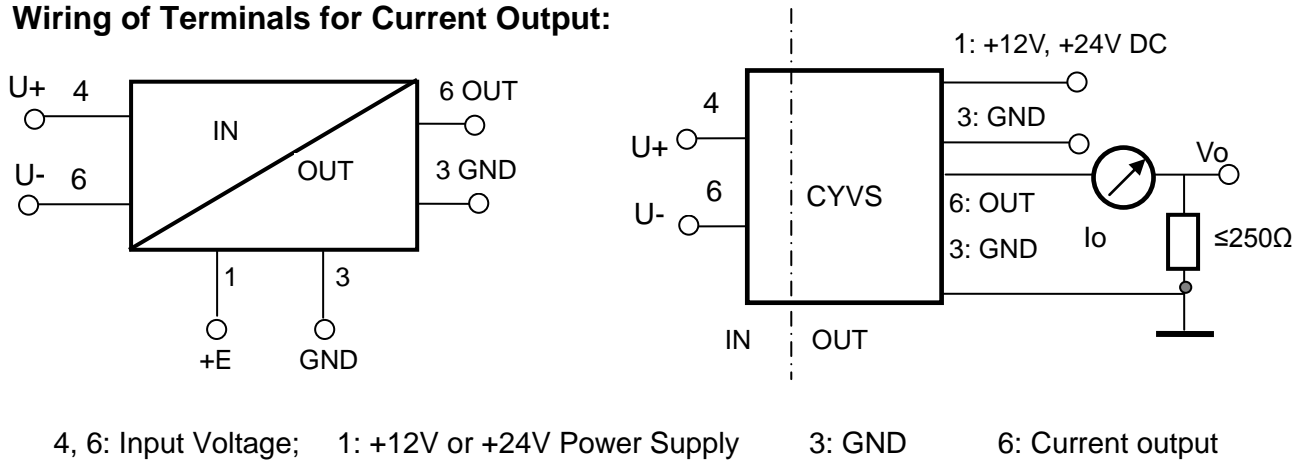 Wiring of Terminals for Current Output:
U+ 4
IN
6 OUT
U- 6
OUT
3 GND
1
3
+E
GND
1: +12V, +24V DC
4
3: GND
U+
Vo
6
CYVS
6: OUT
U-
Io
≤250Ω
3: GND
IN
OUT
4, 6: Input Voltage; 1: +12V or +24V Power Supply 3: GND 6: Current output